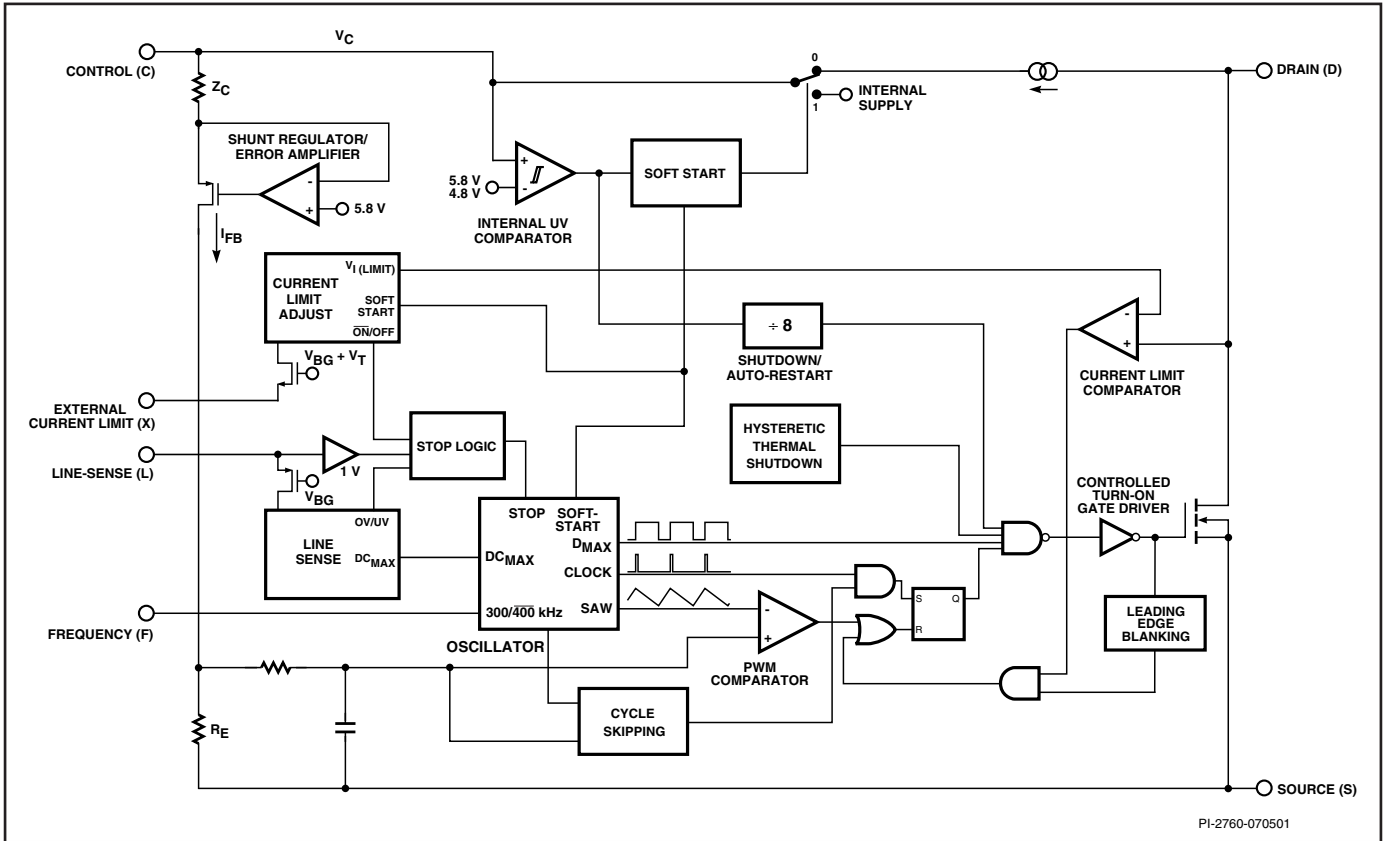 V_C
CONTROL (C)
Z_C
0
1
INTERNAL
SUPPLY
DRAIN (D)
SHUNT REGULATOR/
ERROR AMPLIFIER
-
+
5.8 V
I_FB
+
-
5.8 V
4.8 V
INTERNAL UV
COMPARATOR
SOFT START
CURRENT
LIMIT
ADJUST
V_I (LIMIT)
SOFT
START
O̅N̅/OFF
V_BG + V_T
÷ 8
SHUTDOWN/
AUTO-RESTART
-
+
CURRENT LIMIT
COMPARATOR
EXTERNAL
CURRENT LIMIT (X)
HYSTERETIC
THERMAL
SHUTDOWN
STOP LOGIC
LINE-SENSE (L)
1 V
V_BG
CONTROLLED
TURN-ON
GATE DRIVER
OV/UV
LINE
SENSE
DC_MAX
STOP
SOFT-
START
DC_MAX
D_MAX
CLOCK
SAW
300/4̅0̅0̅ kHz
OSCILLATOR
FREQUENCY (F)
-
+
PWM
COMPARATOR
S
Q
R
LEADING
EDGE
BLANKING
CYCLE
SKIPPING
R_E
SOURCE (S)
PI-2760-070501